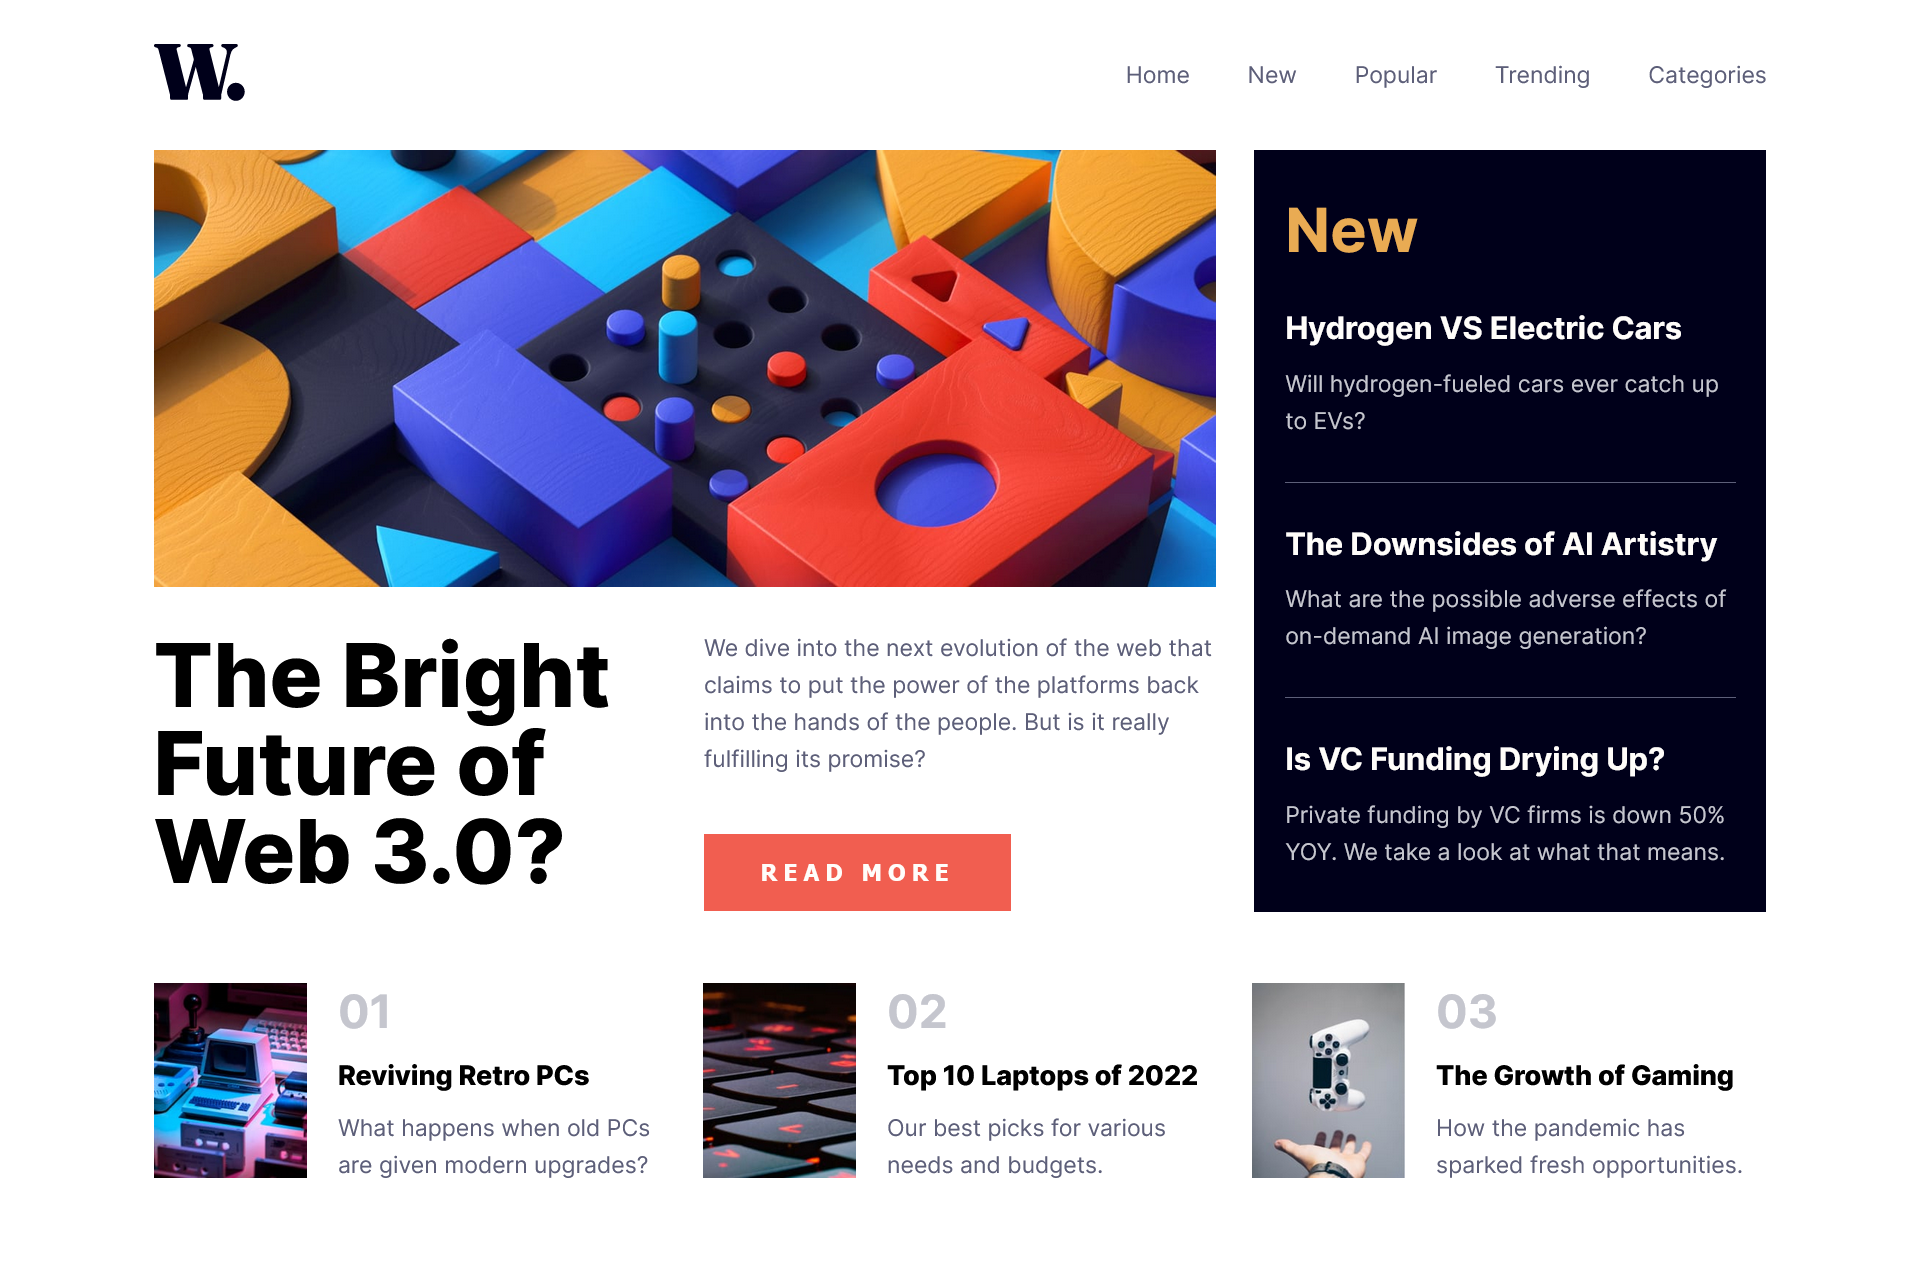 W.
Home
New
Popular
Trending
Categories
The Bright
Future of
Web 3.0?
We dive into the next evolution of the web that
claims to put the power of the platforms back
into the hands of the people. But is it really
fulfilling its promise?
READ MORE
New
Hydrogen VS Electric Cars
Will hydrogen-fueled cars ever catch up
to EVs?
The Downsides of AI Artistry
What are the possible adverse effects of
on-demand AI image generation?
Is VC Funding Drying Up?
Private funding by VC firms is down 50%
YOY. We take a look at what that means.
01
Reviving Retro PCs
What happens when old PCs
are given modern upgrades?
02
Top 10 Laptops of 2022
Our best picks for various
needs and budgets.
03
The Growth of Gaming
How the pandemic has
sparked fresh opportunities.